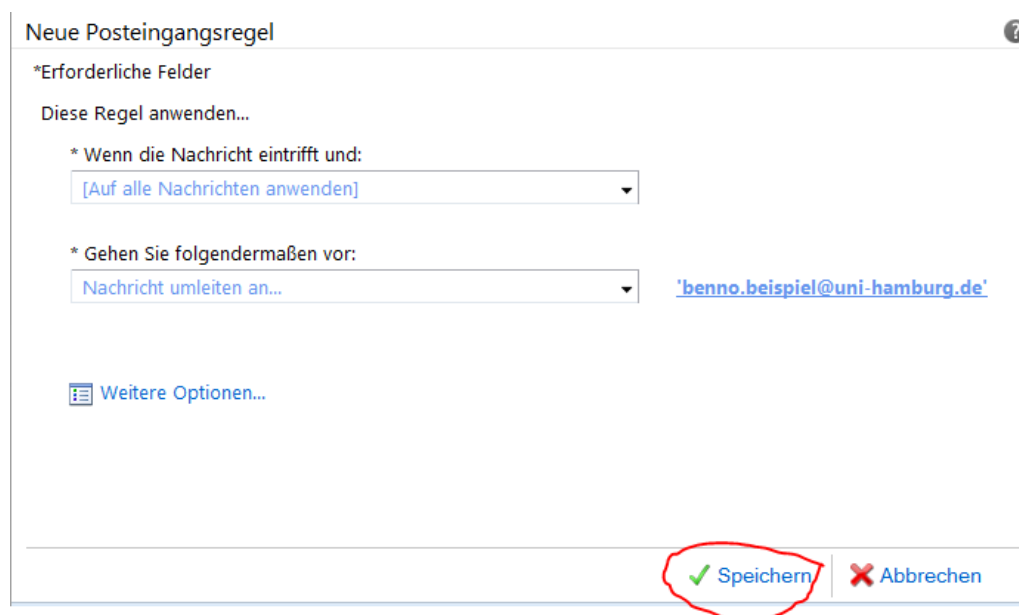 Neue Posteingangsregel
?
*Erforderliche Felder
Diese Regel anwenden...
* Wenn die Nachricht eintrifft und:
[Auf alle Nachrichten anwenden]
* Gehen Sie folgendermaßen vor:
Nachricht umleiten an... 'benno.beispiel@uni-hamburg.de'
Weitere Optionen...
Speichern Abbrechen